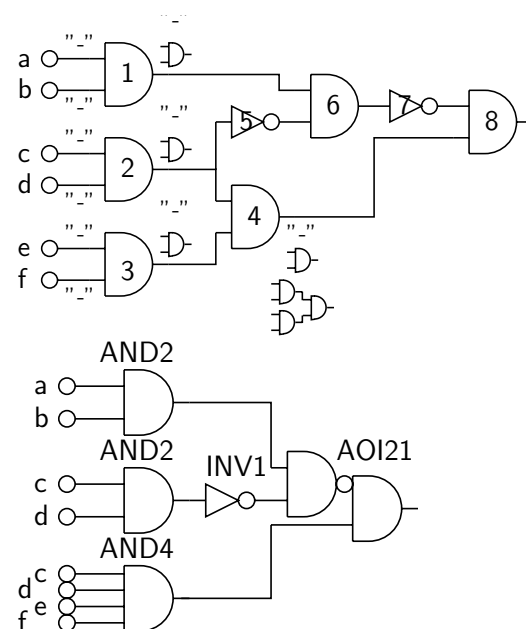 "-"
"-" "-"
a
1
b
"-" "-"
"-"
c
2
d
"-"
"-"
e
3
f
"-"
5
4
"-"
6
7
8
AND2
a
b
AND2
c
d
INV1
AOI21
AND4
c
d
e
f